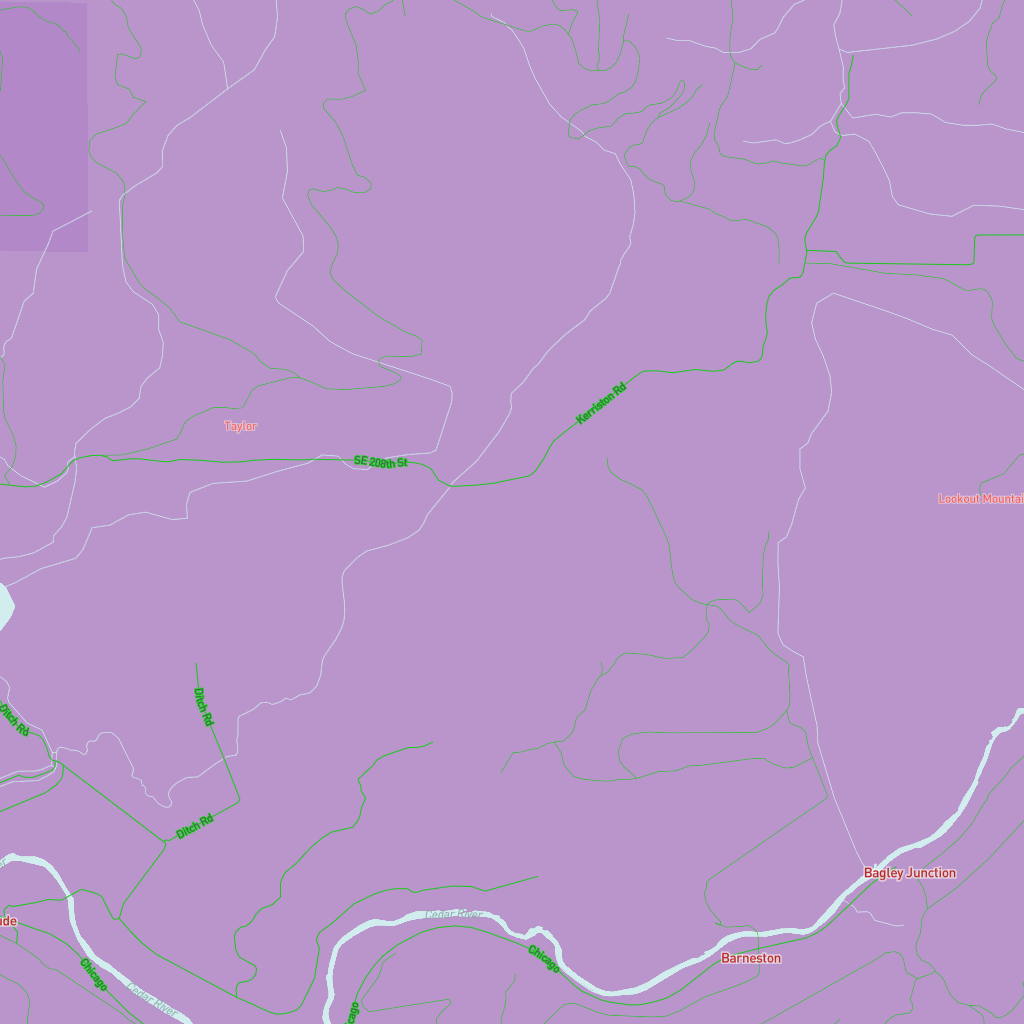 Kerriston Rd
Taylor
SE 208th St
Lookout Mountai
Ditch Rd
Ditch Rd
Ditch Rd
Bagley Junction
Cedar River
ude
Chicago
Barneston
Chicago
Cedar River
cago